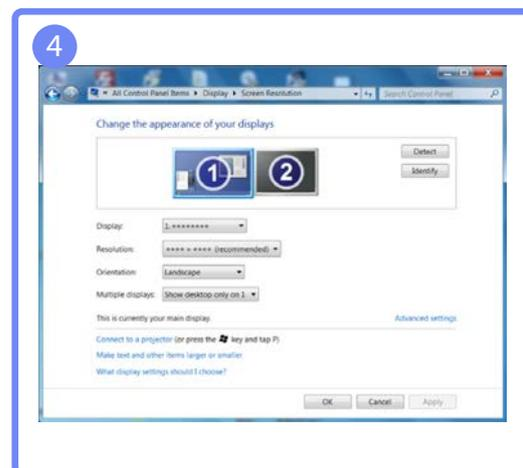 4
All Control Panel Items ▸ Display ▸ Screen Resolution
Search Control Panel
Change the appearance of your displays
1
2
Detect
Identify
Display: 1. ********
Resolution: **** × **** (recommended)
Orientation: Landscape
Multiple displays: Show desktop only on 1
This is currently your main display.
Advanced settings
Connect to a projector (or press the key and tap P)
Make text and other items larger or smaller
What display settings should I choose?
OK Cancel Apply